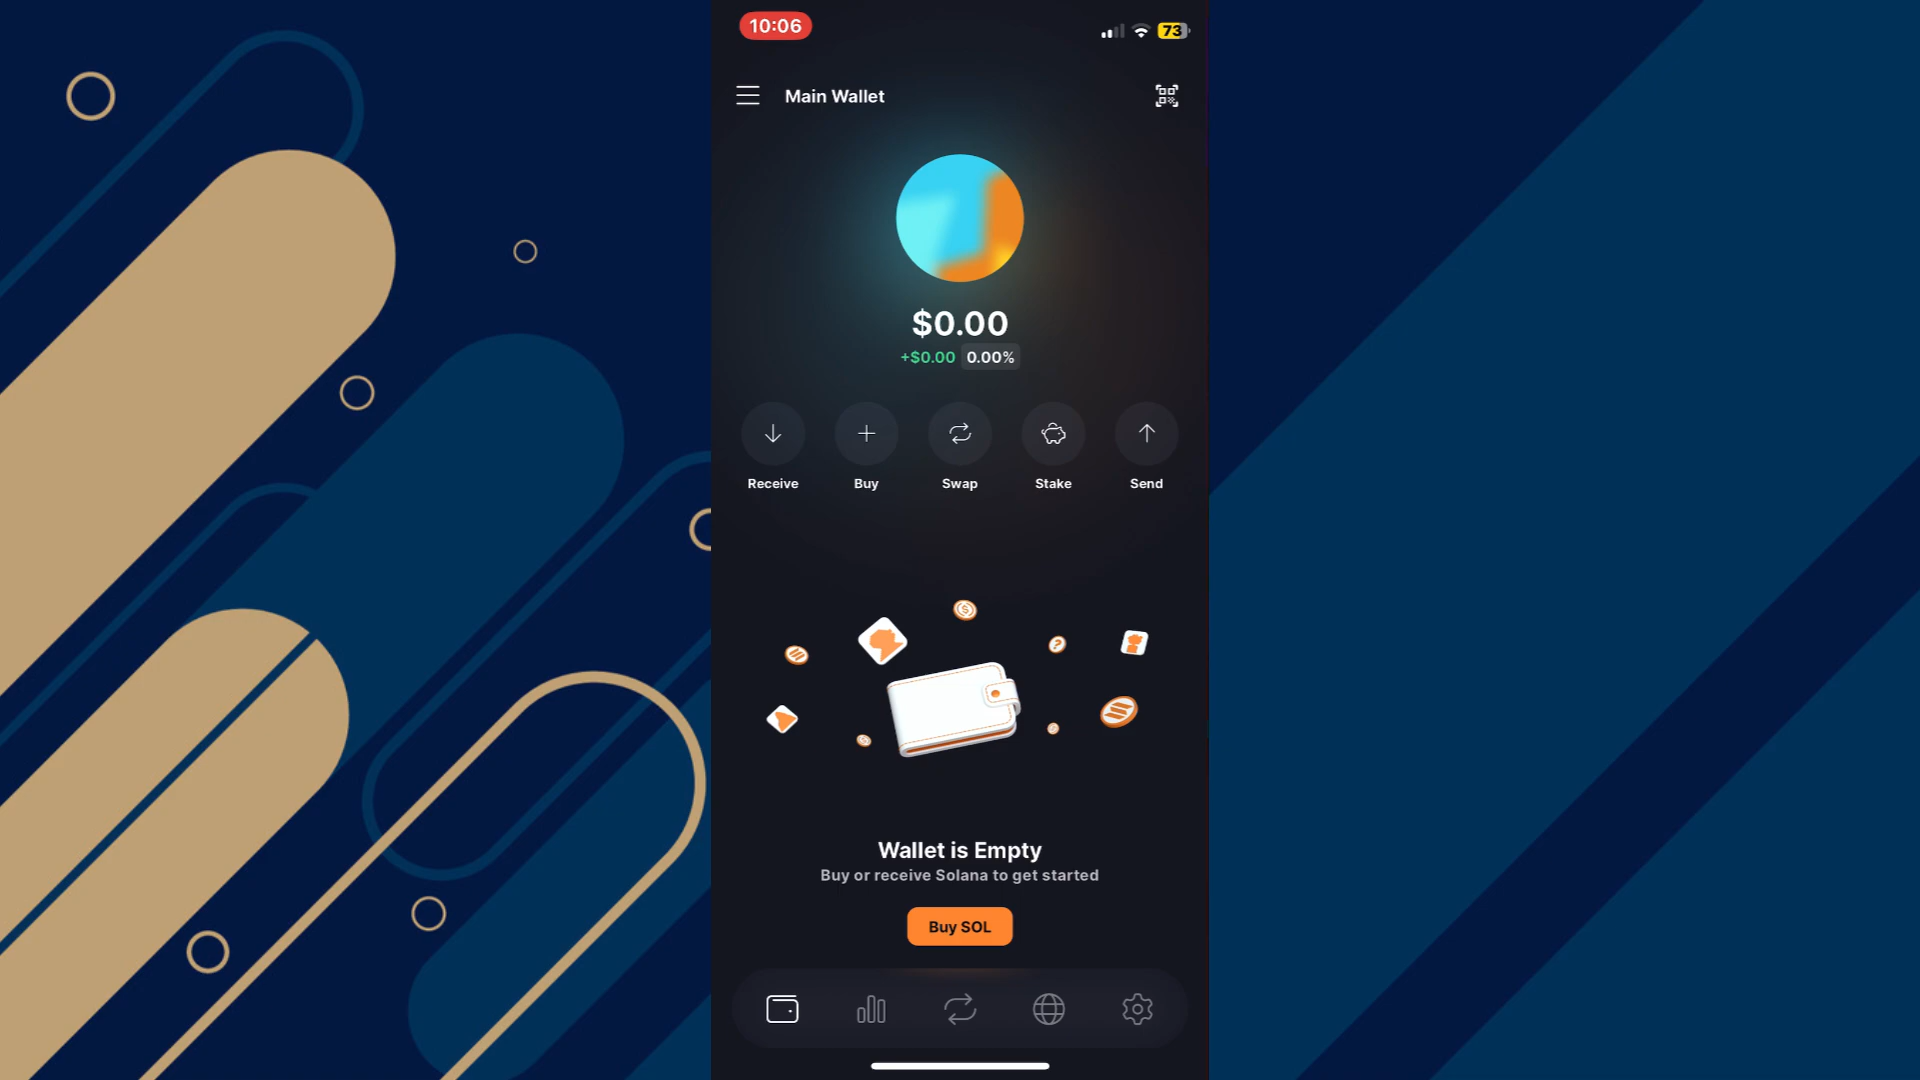 10:06
73
Main Wallet
$0.00
+$0.00 0.00%
Receive Buy Swap Stake Send
Wallet is Empty
Buy or receive Solana to get started
Buy SOL